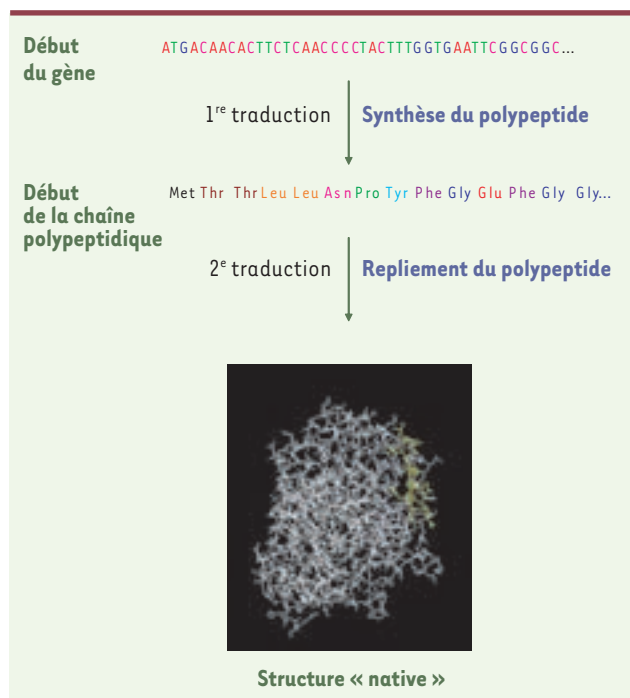 Début
du gène
ATGACAACACTTCTCAACCCCTACTTTGGTGAATTCGGCGGC...
1re traduction
Synthèse du polypeptide
Début
de la chaîne
polypeptidique
Met Thr Thr Leu Leu Asn Pro Tyr Phe Gly Glu Phe Gly Gly...
2e traduction
Repliement du polypeptide
Structure « native »